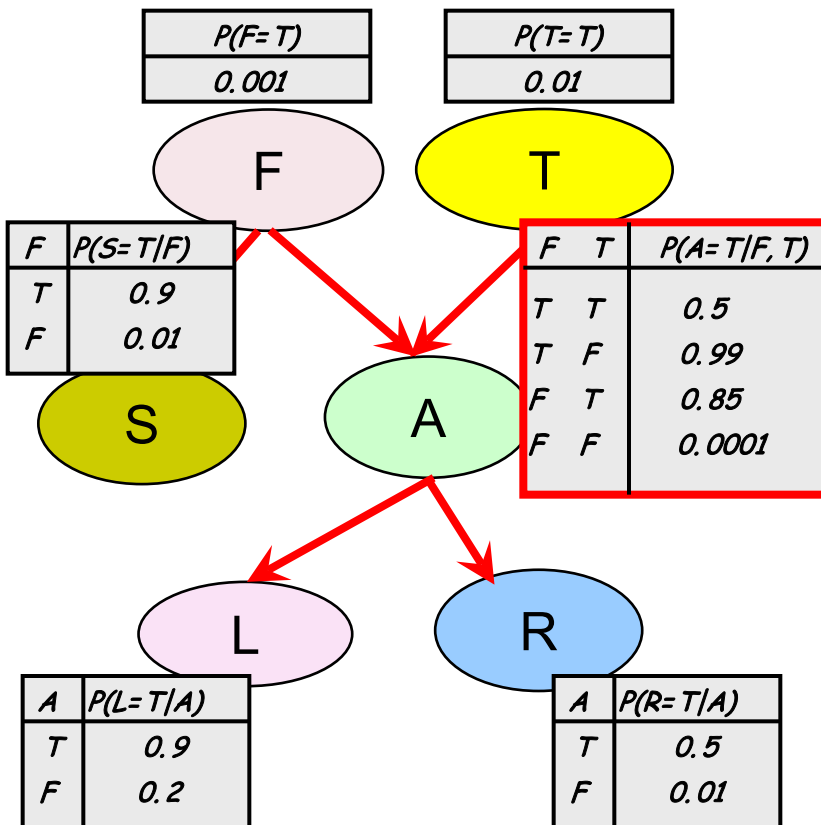 P(F=T)
0.001
P(T=T)
0.01
F
T
F P(S=T|F)
T 0.9
F 0.01
F T P(A=T|F,T)
T T 0.5
T F 0.99
F T 0.85
F F 0.0001
S
A
L
R
A P(L=T|A)
T 0.9
F 0.2
A P(R=T|A)
T 0.5
F 0.01